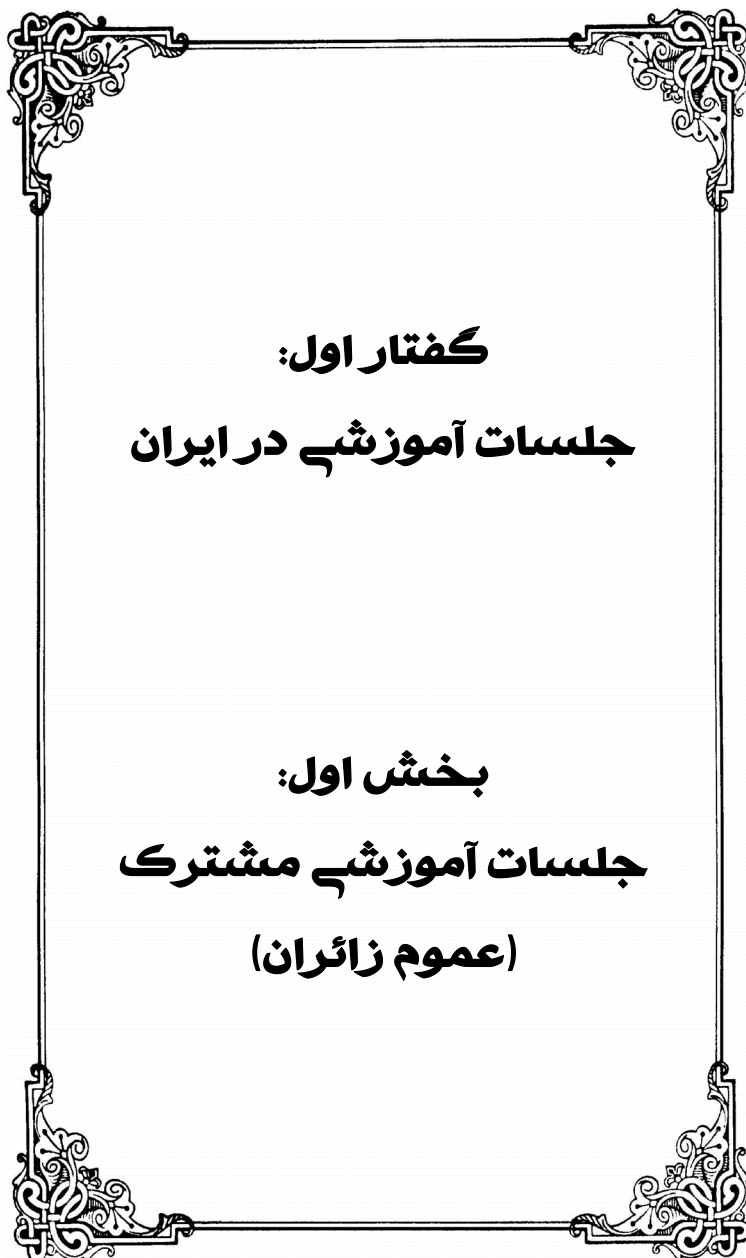 گفتار اول:
جلسات آموزشی در ایران
بخش اول:
جلسات آموزشی مشترک
(عموم زائران)